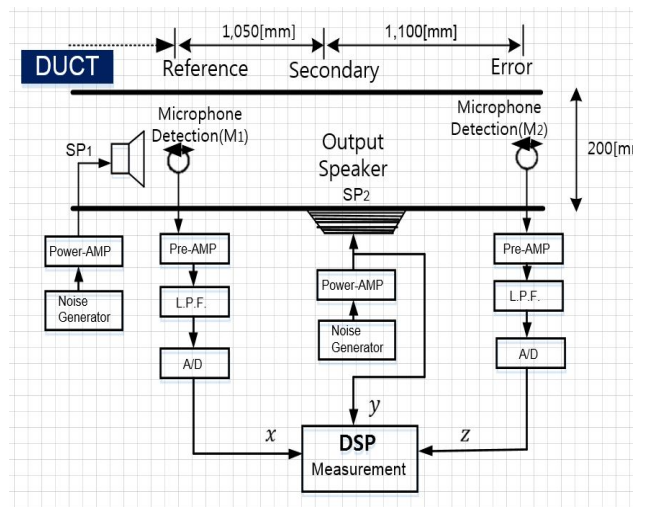 1,050[mm]
1,100[mm]
DUCT
Reference
Secondary
Error
Microphone
Detection(M1)
Microphone
Detection(M2)
SP1
Output
Speaker
SP2
200[m
Power-AMP
Pre-AMP
Pre-AMP
Noise
Generator
L.P.F.
Power-AMP
L.P.F.
Noise
Generator
A/D
A/D
y
x
z
DSP
Measurement